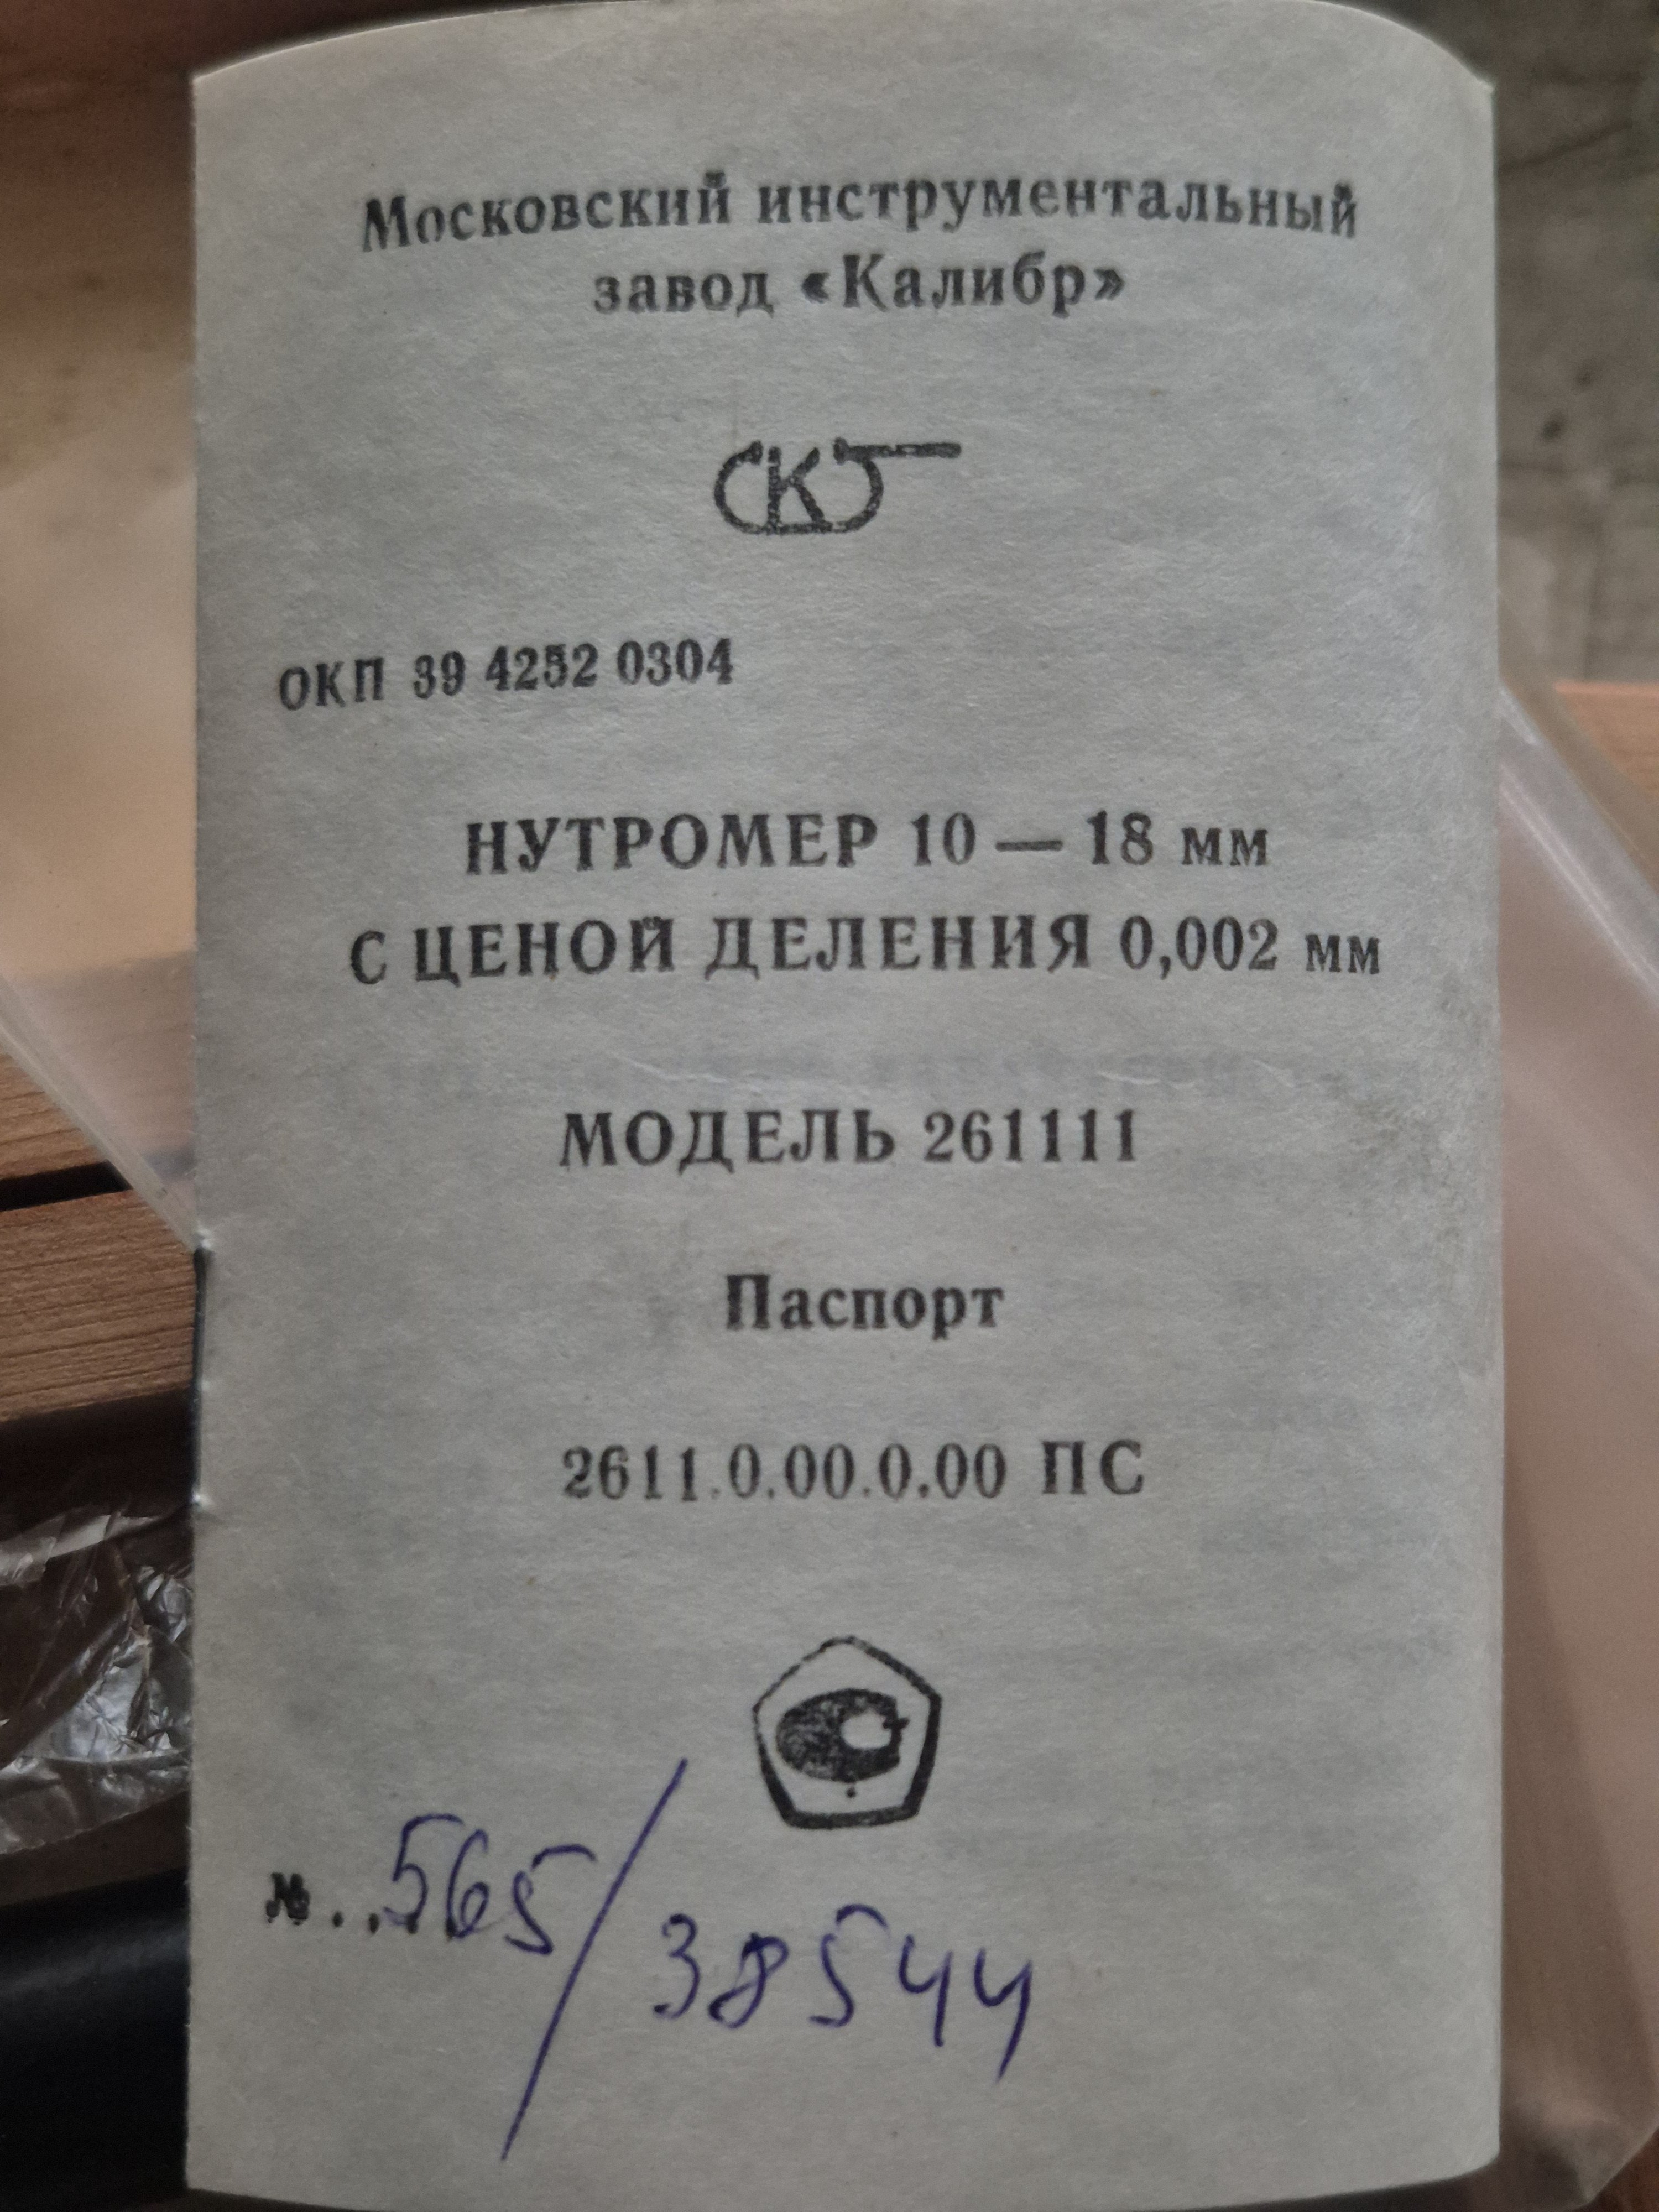 Московский инструментальный
завод «Калибр»
СКБ
ОКП 39 4252 0304
НУТРОМЕР 10 — 18 мм
С ЦЕНОЙ ДЕЛЕНИЯ 0,002 мм
МОДЕЛЬ 261111
Паспорт
2611.0.00.0.00 ПС
№...565/38544